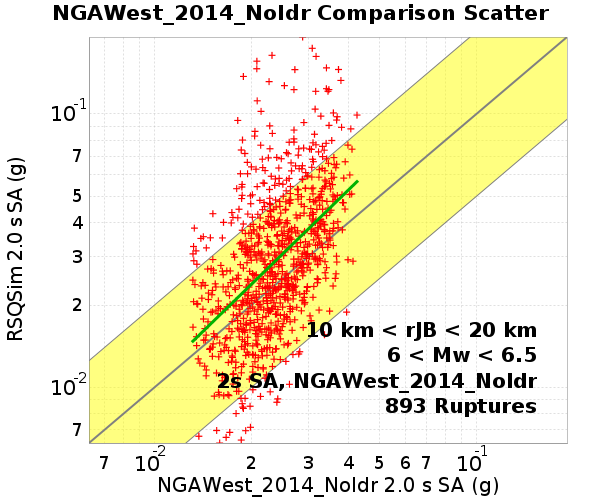 NGAWest_2014_NoIdr Comparison Scatter
RSQSim 2.0 s SA (g)
10-1
7
5
4
3
2
10-2
7
10 km < rJB < 20 km
6 < Mw < 6.5
2s SA, NGAWest_2014_NoIdr
893 Ruptures
7 10-2 2 3 4 5 6 7 10-1
NGAWest_2014_NoIdr 2.0 s SA (g)